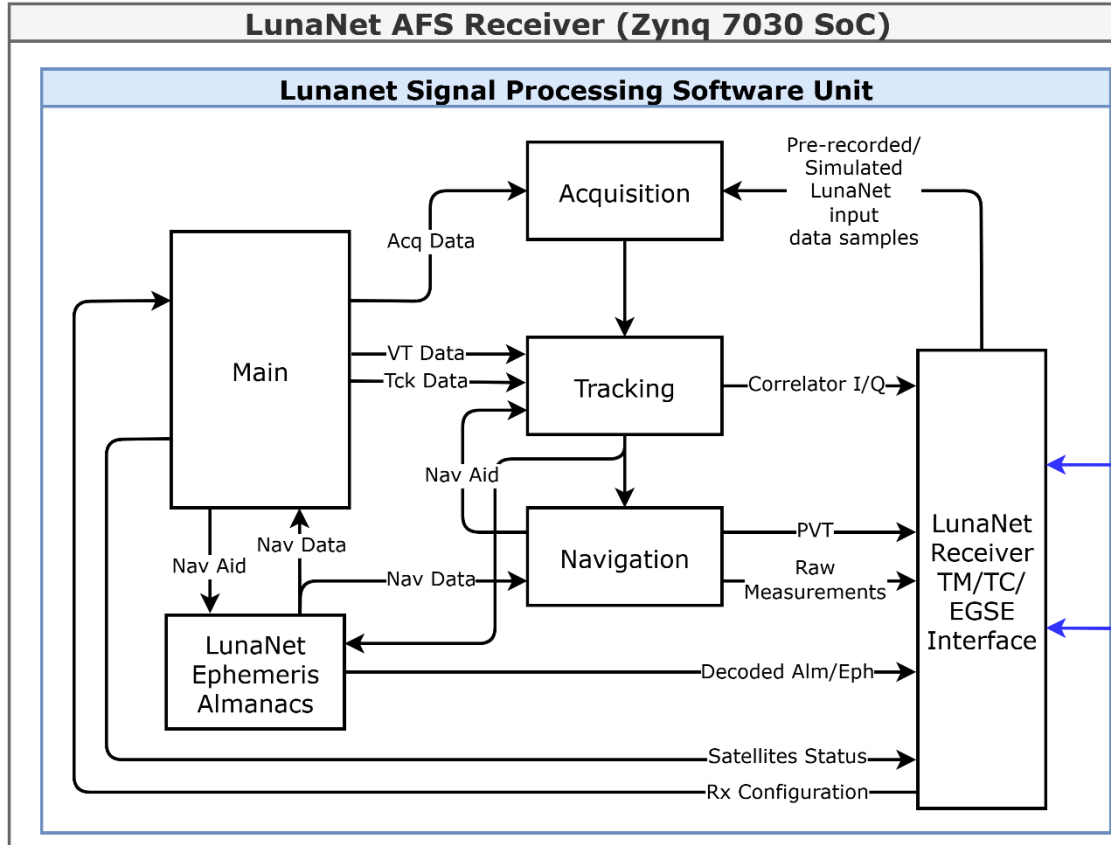 LunaNet AFS Receiver (Zynq 7030 SoC)
Lunanet Signal Processing Software Unit
Pre-recorded/
Simulated
LunaNet
input
data samples
Acquisition
Acq Data
Main
VT Data
Tck Data
Tracking
Correlator I/Q
Nav Aid
Nav Data
Nav Aid
Nav Data
Navigation
PVT
Raw
Measurements
LunaNet
Receiver
TM/TC/
EGSE
Interface
LunaNet
Ephemeris
Almanacs
Decoded Alm/Eph
Satellites Status
Rx Configuration